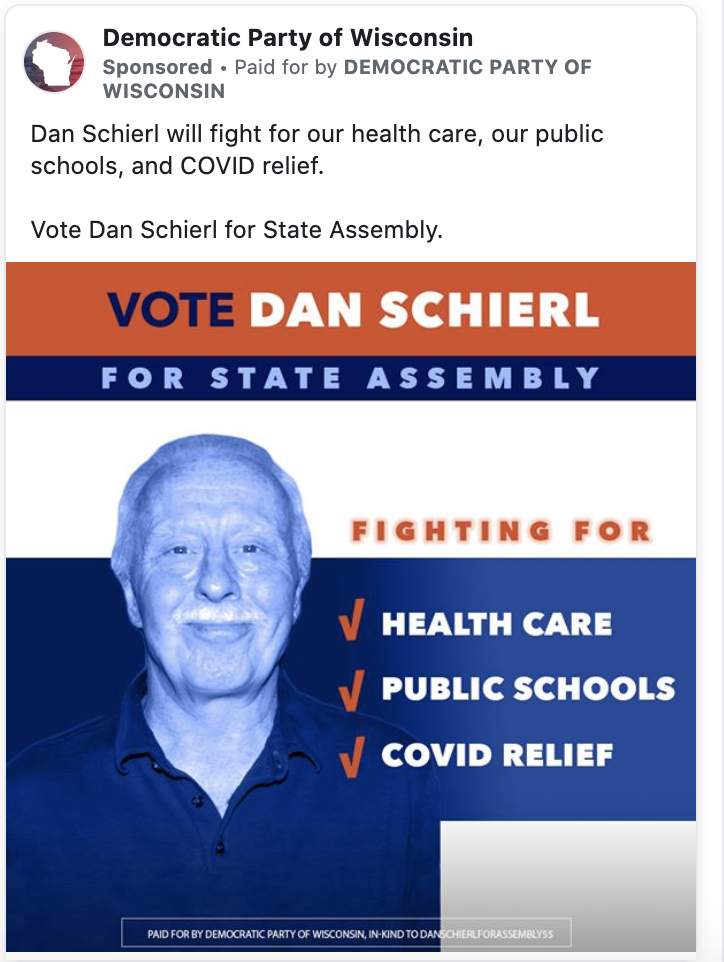 Democratic Party of Wisconsin
Sponsored • Paid for by DEMOCRATIC PARTY OF
WISCONSIN
Dan Schierl will fight for our health care, our public
schools, and COVID relief.
Vote Dan Schierl for State Assembly.
VOTE DAN SCHIERL
FOR STATE ASSEMBLY
FIGHTING FOR
√ HEALTH CARE
√ PUBLIC SCHOOLS
√ COVID RELIEF
PAID FOR BY DEMOCRATIC PARTY OF WISCONSIN, IN-KIND TO DANSCHIERLFORASSEMBLY55